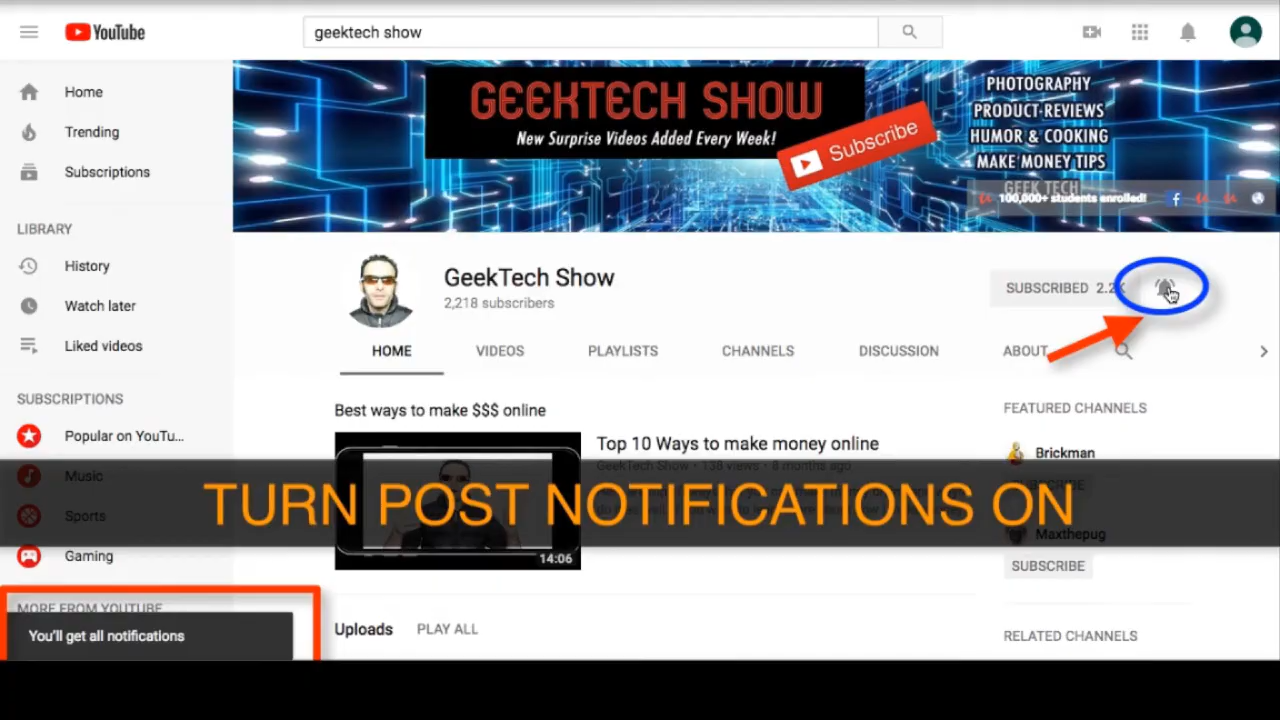 YouTube
geektech show
Home
Trending
Subscriptions
LIBRARY
History
Watch later
Liked videos
SUBSCRIPTIONS
Popular on YouTu...
Music
Sports
Gaming
MORE FROM YOUTUBE
You'll get all notifications
GEEKTECH SHOW
New Surprise Videos Added Every Week!
Subscribe
PHOTOGRAPHY
PRODUCT-REVIEWS
HUMOR & COOKING
MAKE MONEY TIPS
GEEK TECH
100,000+ students enrolled!
GeekTech Show
2,218 subscribers
SUBSCRIBED 2.2K
HOME VIDEOS PLAYLISTS CHANNELS DISCUSSION ABOUT
Best ways to make $$$ online
Top 10 Ways to make money online
GeekTech Show • 138 views • 8 months ago
14:06
TURN POST NOTIFICATIONS ON
Uploads PLAY ALL
FEATURED CHANNELS
Brickman
SUBSCRIBE
Maxthepug
SUBSCRIBE
RELATED CHANNELS